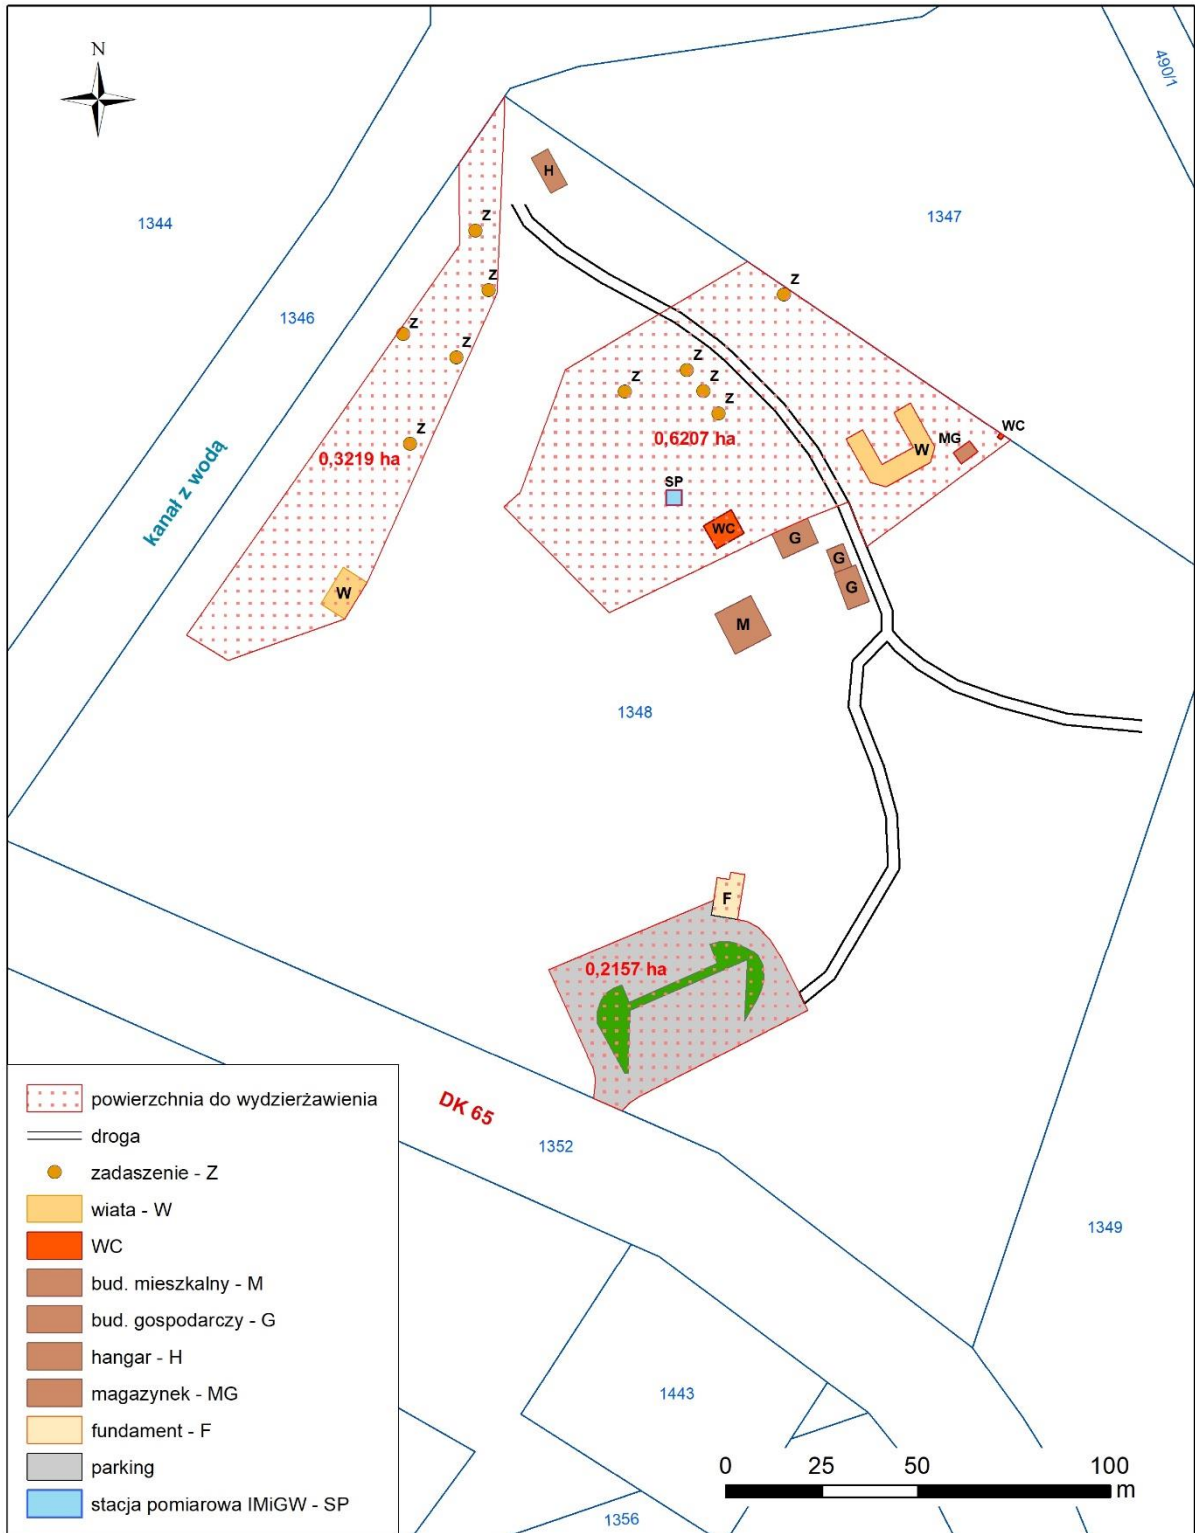 N
490/1
H
1344
1347
Z
Z
Z
1346
Z
Z
Z
Z
Z
Z
Z
0,6207 ha
WC
MG
W
0,3219 ha
kanał z wodą
SP
WC
G
G
G
W
M
1348
F
0,2157 ha
DK 65
1352
1349
1443
1356
powierzchnia do wydzierżawienia
droga
zadaszenie - Z
wiata - W
WC
bud. mieszkalny - M
bud. gospodarczy - G
hangar - H
magazynek - MG
fundament - F
parking
stacja pomiarowa IMiGW - SP
0 25 50 100
m